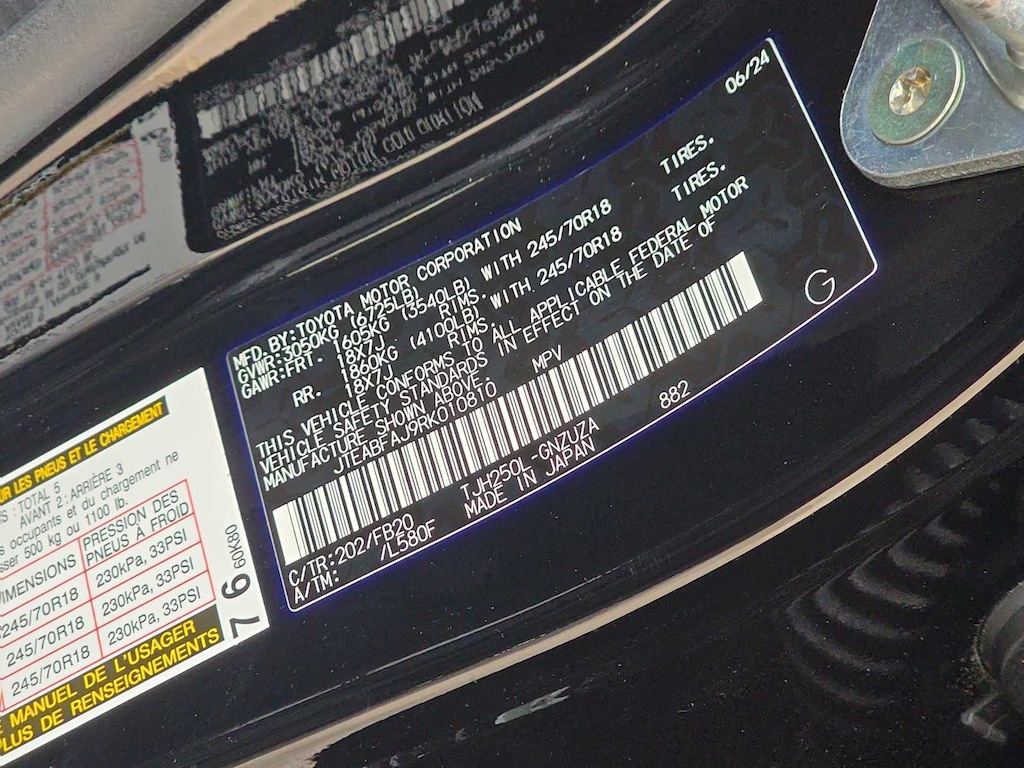 MFD. BY: TOYOTA MOTOR CORPORATION 06/24
GVWR: 3050KG (6725LB)
GAWR: FRT. 1605KG (3540LB) WITH 245/70R18 TIRES.
18X7J RIMS.
RR. 1860KG (4100LB) WITH 245/70R18 TIRES.
18X7J RIMS.
THIS VEHICLE CONFORMS TO ALL APPLICABLE FEDERAL MOTOR
VEHICLE SAFETY STANDARDS IN EFFECT ON THE DATE OF
MANUFACTURE SHOWN ABOVE.
JTEABFAJ9RK010810 MPV
G
C/TR: 202/FB20 TJH250L-GNZUZA 882
A/TM: /L580F MADE IN JAPAN
UR LES PNEUS ET LE CHARGEMENT
: TOTAL 5
AVANT 2 : ARRIÈRE 3
occupants et du chargement ne
sser 500 kg ou 1100 lb.
DIMENSIONS PRESSION DES PNEUS À FROID
245/70R18 230kPa, 33PSI
245/70R18 230kPa, 33PSI
245/70R18 230kPa, 33PSI
MANUEL DE L'USAGER
PLUS DE RENSEIGNEMENTS
76 60K80